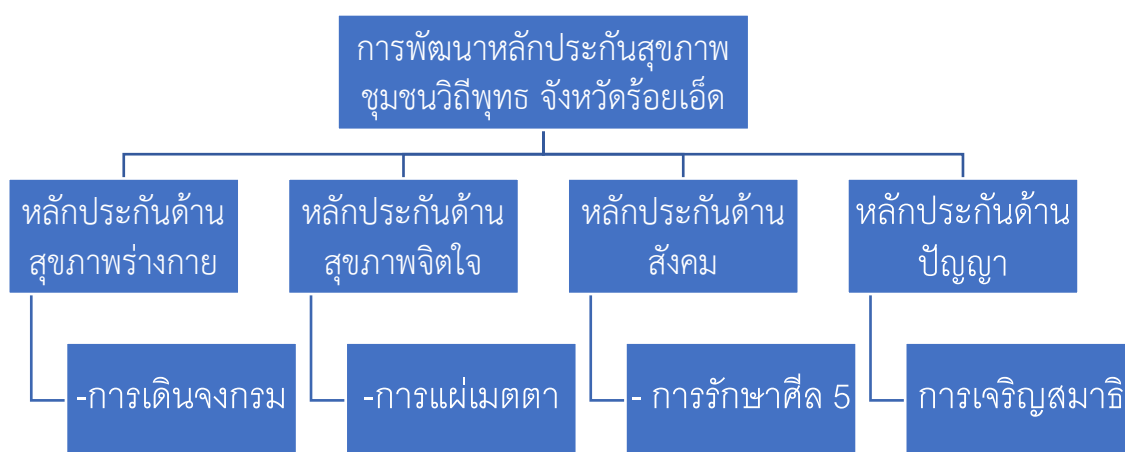 การพัฒนาหลักประกันสุขภาพ
ชุมชนวิถีพุทธ จังหวัดร้อยเอ็ด
หลักประกันด้าน
สุขภาพร่างกาย
หลักประกันด้าน
สุขภาพจิตใจ
หลักประกันด้าน
สังคม
หลักประกันด้าน
ปัญญา
-การเดินจงกรม
-การแผ่เมตตา
- การรักษาศีล 5
การเจริญสมาธิ